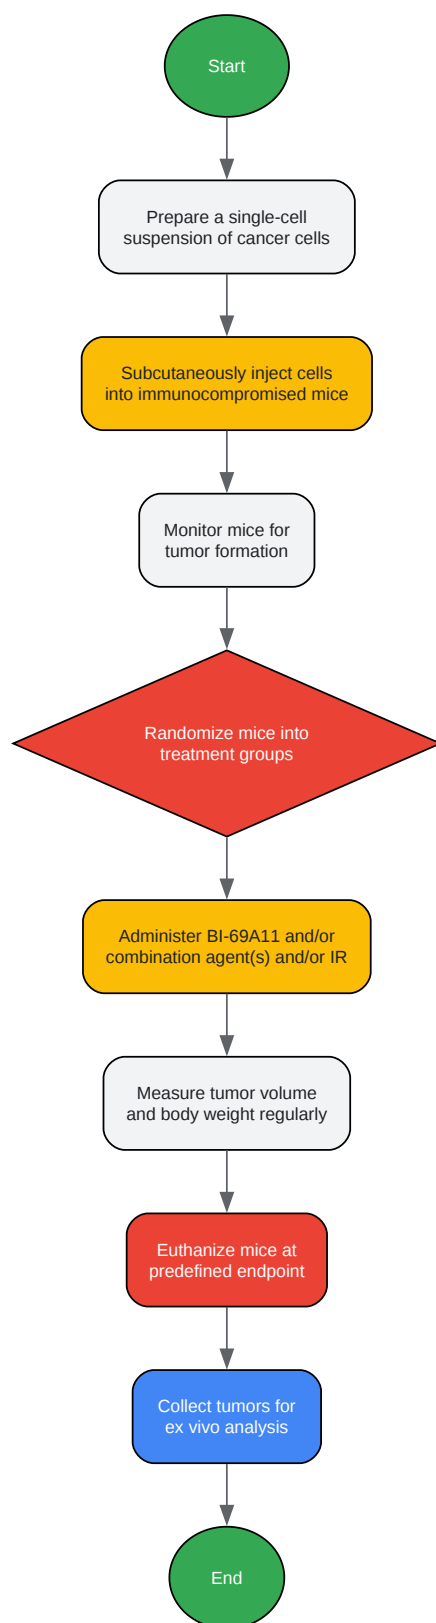 Start
Prepare a single-cell
suspension of cancer cells
Subcutaneously inject cells
into immunocompromised mice
Monitor mice for
tumor formation
Randomize mice into
treatment groups
Administer BI-69A11 and/or
combination agent(s) and/or IR
Measure tumor volume
and body weight regularly
Euthanize mice at
predefined endpoint
Collect tumors for
ex vivo analysis
End